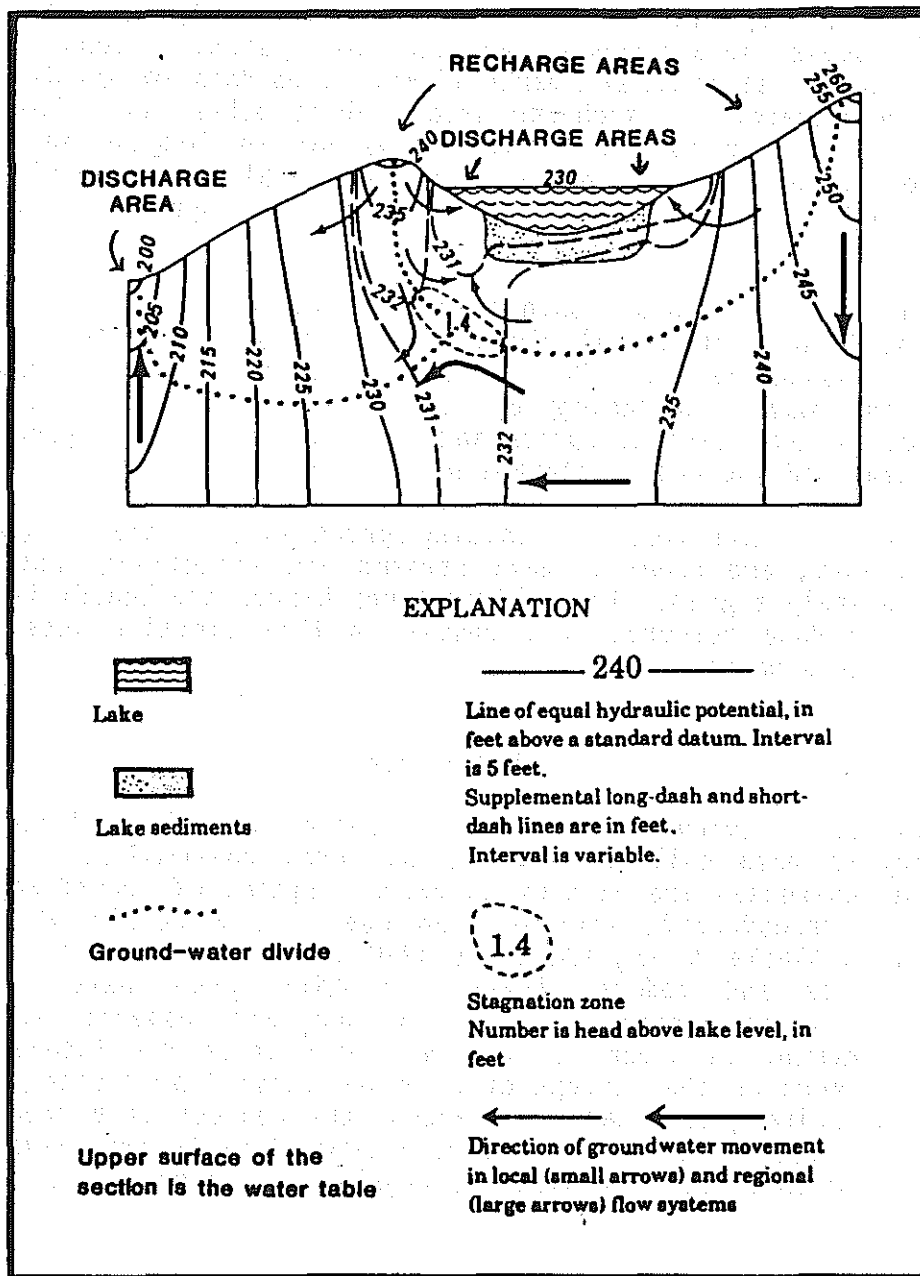 RECHARGE AREAS
DISCHARGE AREAS
DISCHARGE
AREA
260
255
250
245
240
235
230
240
230
235
231
232
1.4
200
205
210
215
220
225
230
231
232
235
240
EXPLANATION
Lake
Lake sediments
Ground-water divide
Upper surface of the
section is the water table
240
Line of equal hydraulic potential, in
feet above a standard datum. Interval
is 5 feet.
Supplemental long-dash and short-
dash lines are in feet.
Interval is variable.
1.4
Stagnation zone
Number is head above lake level, in
feet
Direction of groundwater movement
in local (small arrows) and regional
(large arrows) flow systems